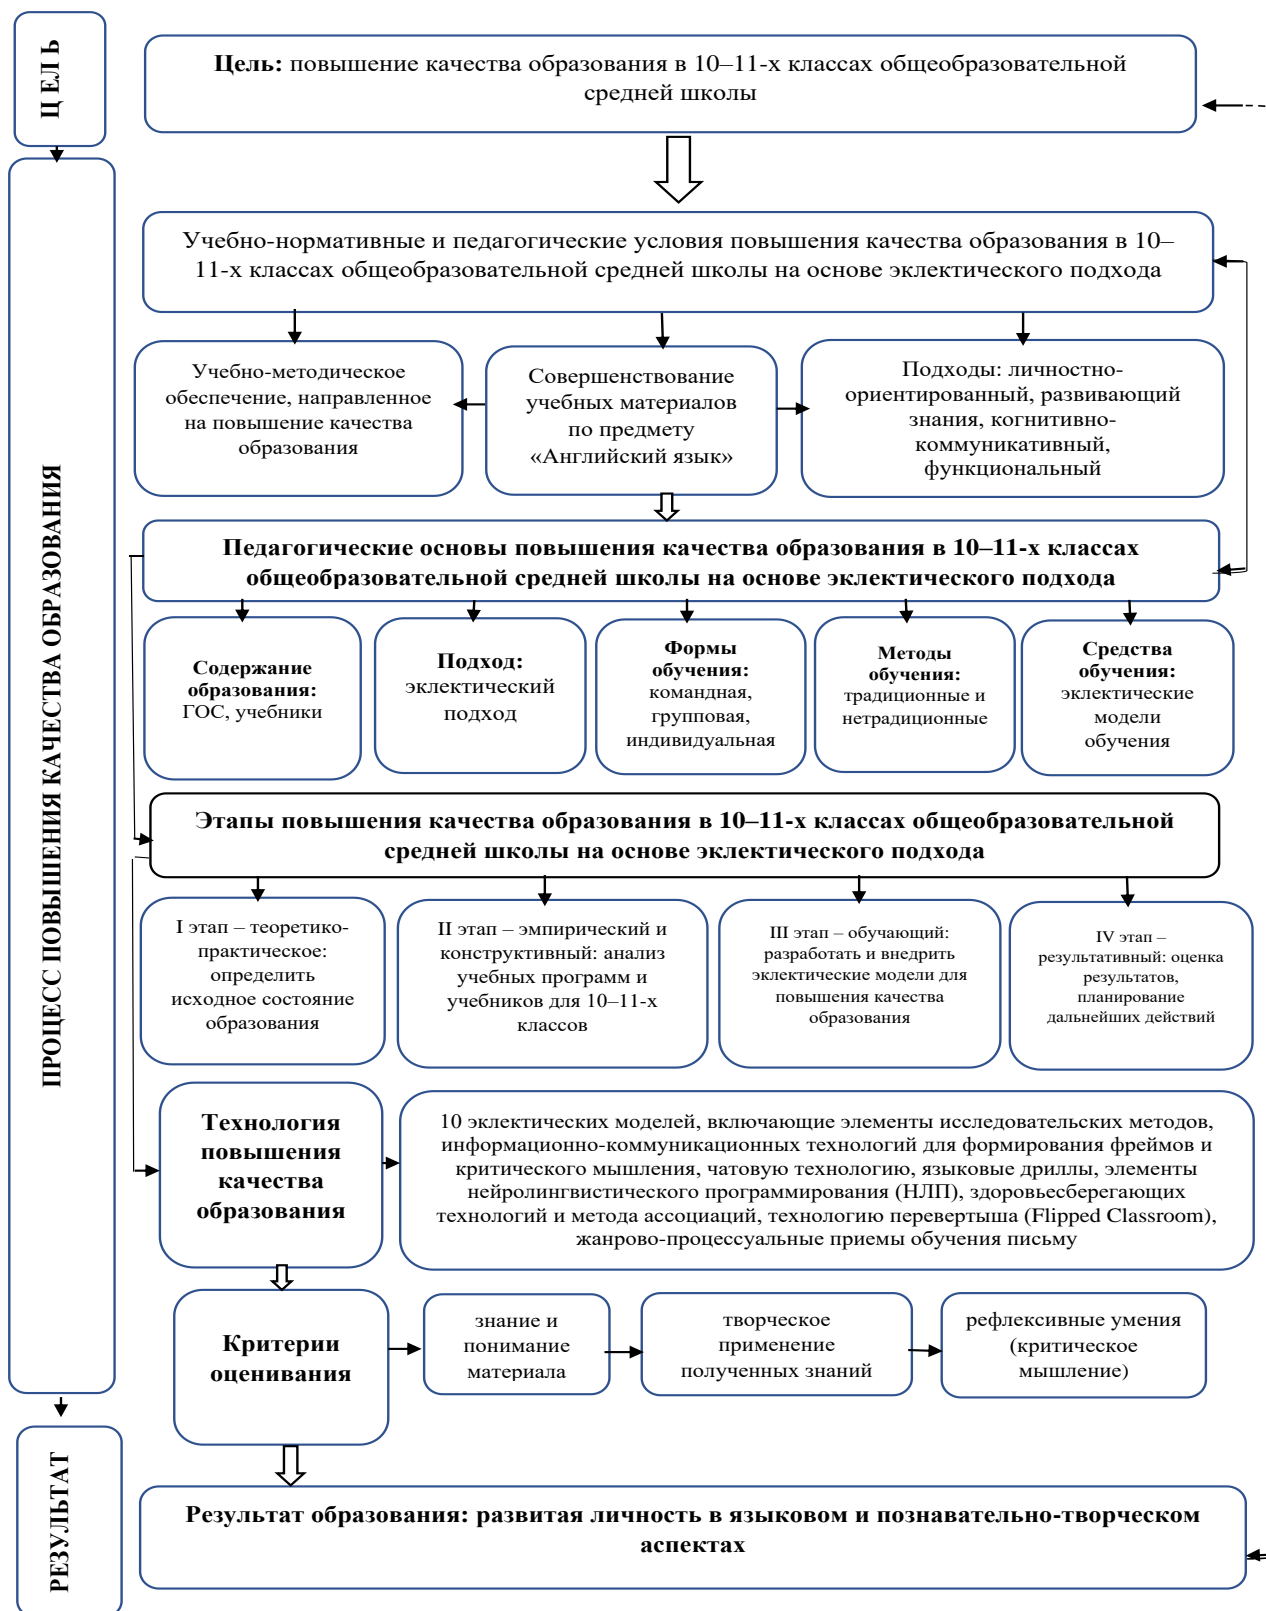 Ц Е Л Ь
Цель: повышение качества образования в 10–11-х классах общеобразовательной
средней школы
ПРОЦЕСС ПОВЫШЕНИЯ КАЧЕСТВА ОБРАЗОВАНИЯ
Учебно-нормативные и педагогические условия повышения качества образования в 10–
11-х классах общеобразовательной средней школы на основе эклектического подхода
Учебно-методическое
обеспечение, направленное
на повышение качества
образования
Совершенствование
учебных материалов
по предмету
«Английский язык»
Подходы: личностно-
ориентированный, развивающий
знания, когнитивно-
коммуникативный,
функциональный
Педагогические основы повышения качества образования в 10–11-х классах
общеобразовательной средней школы на основе эклектического подхода
Содержание
образования:
ГОС, учебники
Подход:
эклектический
подход
Формы
обучения:
командная,
групповая,
индивидуальная
Методы
обучения:
традиционные и
нетрадиционные
Средства
обучения:
эклектические
модели
обучения
Этапы повышения качества образования в 10–11-х классах общеобразовательной
средней школы на основе эклектического подхода
I этап – теоретико-
практическое:
определить
исходное состояние
образования
II этап – эмпирический и
конструктивный: анализ
учебных программ и
учебников для 10–11-х
классов
III этап – обучающий:
разработать и внедрить
эклектические модели для
повышения качества
образования
IV этап –
результативный: оценка
результатов,
планирование
дальнейших действий
Технология
повышения
качества
образования
10 эклектических моделей, включающие элементы исследовательских методов,
информационно-коммуникационных технологий для формирования фреймов и
критического мышления, чатовую технологию, языковые дриллы, элементы
нейролингвистического программирования (НЛП), здоровьесберегающих
технологий и метода ассоциаций, технологию перевертыша (Flipped Classroom),
жанрово-процессуальные приемы обучения письму
Критерии
оценивания
знание и
понимание
материала
творческое
применение
полученных знаний
рефлексивные умения
(критическое
мышление)
РЕЗУЛЬТАТ
Результат образования: развитая личность в языковом и познавательно-творческом
аспектах